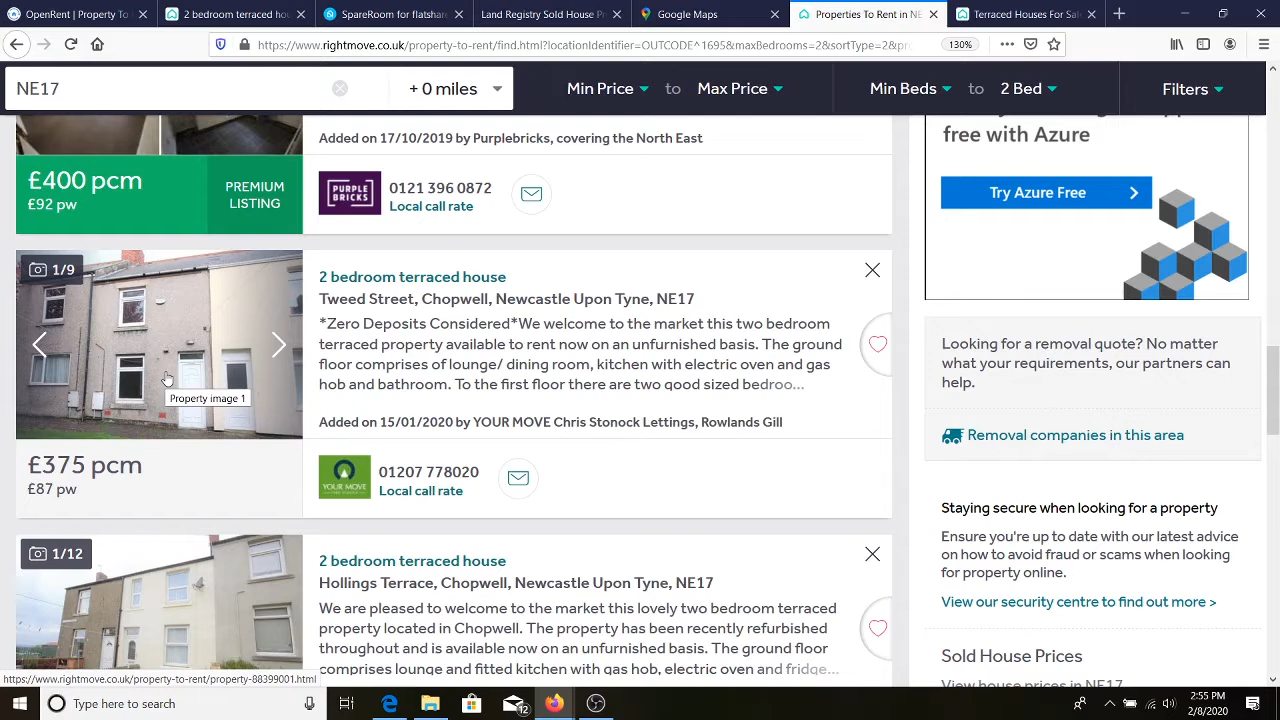 OpenRent | Property To
2 bedroom terraced hou
SpareRoom for flatshare
Land Registry Sold House Pr
Google Maps
Properties To Rent in NE
Terraced Houses For Sal
https://www.rightmove.co.uk/property-to-rent/find.html?locationIdentifier=OUTCODE^1685&maxBedrooms=2&sortType=2&pr
130%
NE17
+ 0 miles
Min Price to Max Price
Min Beds to 2 Bed
Filters
Added on 17/10/2019 by Purplebricks, covering the North East
£400 pcm
£92 pw
PREMIUM
LISTING
PURPLE
BRICKS
0121 396 0872
Local call rate
1/9
Property image 1
2 bedroom terraced house
Tweed Street, Chopwell, Newcastle Upon Tyne, NE17
*Zero Deposits Considered*We welcome to the market this two bedroom
terraced property available to rent now on an unfurnished basis. The ground
floor comprises of lounge/ dining room, kitchen with electric oven and gas
hob and bathroom. To the first floor there are two good sized bedroo...
Added on 15/01/2020 by YOUR MOVE Chris Stonock Lettings, Rowlands Gill
£375 pcm
£87 pw
YOUR MOVE
01207 778020
Local call rate
1/12
2 bedroom terraced house
Hollings Terrace, Chopwell, Newcastle Upon Tyne, NE17
We are pleased to welcome to the market this lovely two bedroom terraced
property located in Chopwell. The property has been recently refurbished
throughout and is available now on an unfurnished basis. The ground floor
comprises lounge and fitted kitchen with gas hob, electric oven and fridge...
free with Azure
Try Azure Free
Looking for a removal quote? No matter
what your requirements, our partners can
help.
Removal companies in this area
Staying secure when looking for a property
Ensure you're up to date with our latest advice
on how to avoid fraud or scams when looking
for property online.
View our security centre to find out more >
Sold House Prices
View house prices in NE17
https://www.rightmove.co.uk/property-to-rent/property-88399001.html
Type here to search
12
2:55 PM
2/8/2020